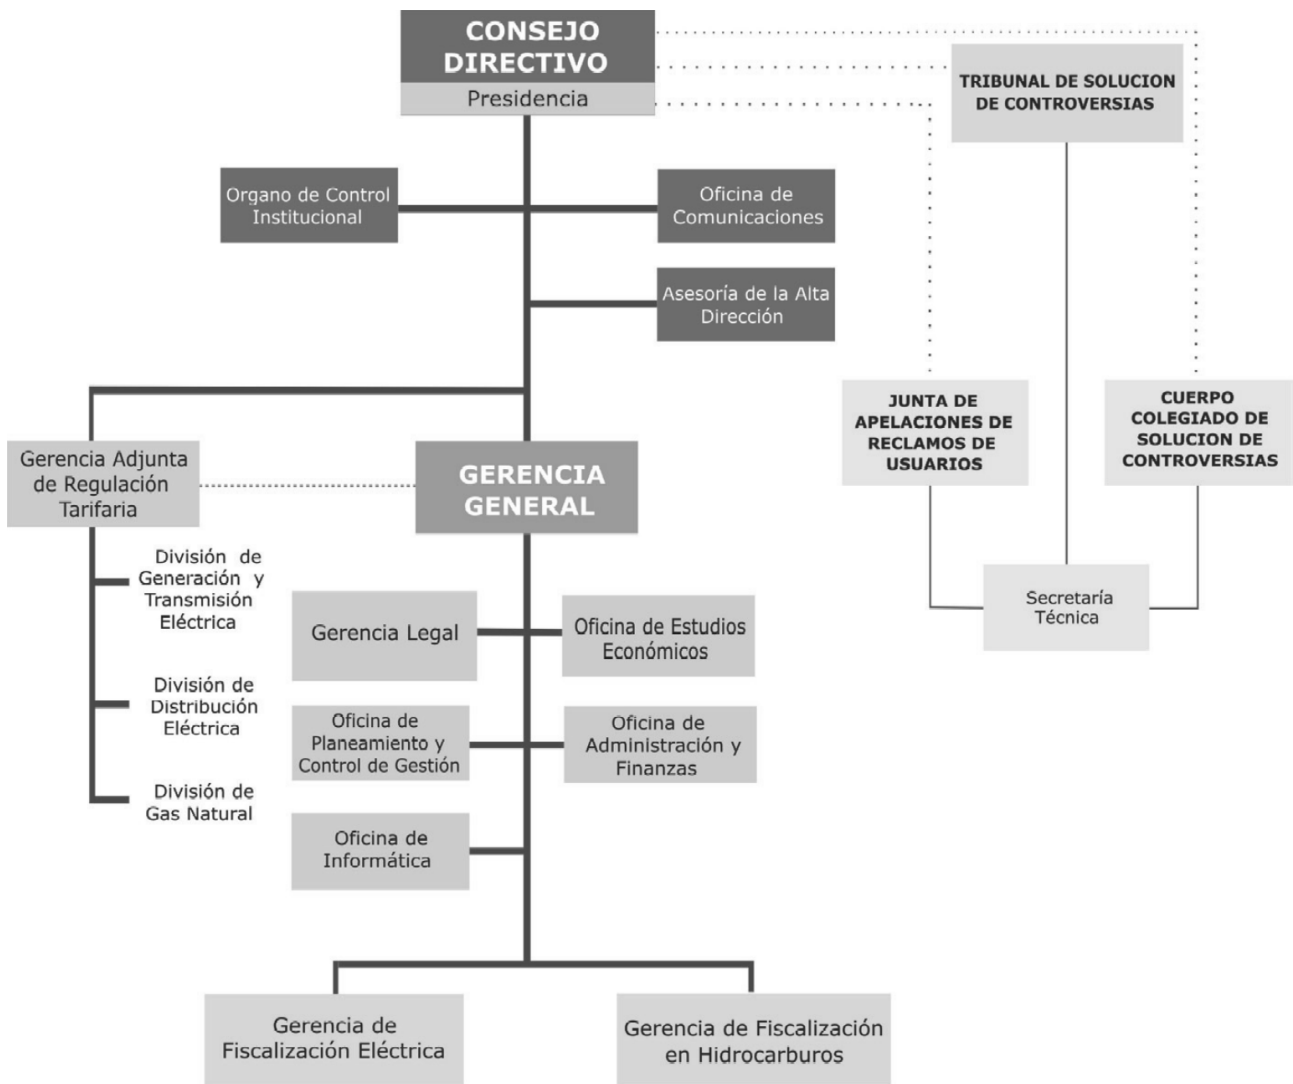 CONSEJO
DIRECTIVO
Presidencia
TRIBUNAL DE SOLUCION
DE CONTROVERSIAS
Organo de Control
Institucional
Oficina de
Comunicaciones
Asesoría de la Alta
Dirección
JUNTA DE
APELACIONES DE
RECLAMOS DE
USUARIOS
CUERPO
COLEGIADO DE
SOLUCION DE
CONTROVERSIAS
Gerencia Adjunta
de Regulación
Tarifaria
GERENCIA
GENERAL
División de
Generación y
Transmisión
Eléctrica
División de
Distribución
Eléctrica
División de
Gas Natural
Gerencia Legal
Oficina de Estudios
Económicos
Secretaría
Técnica
Oficina de
Planeamiento y
Control de Gestión
Oficina de
Administración y
Finanzas
Oficina de
Informática
Gerencia de
Fiscalización Eléctrica
Gerencia de Fiscalización
en Hidrocarburos